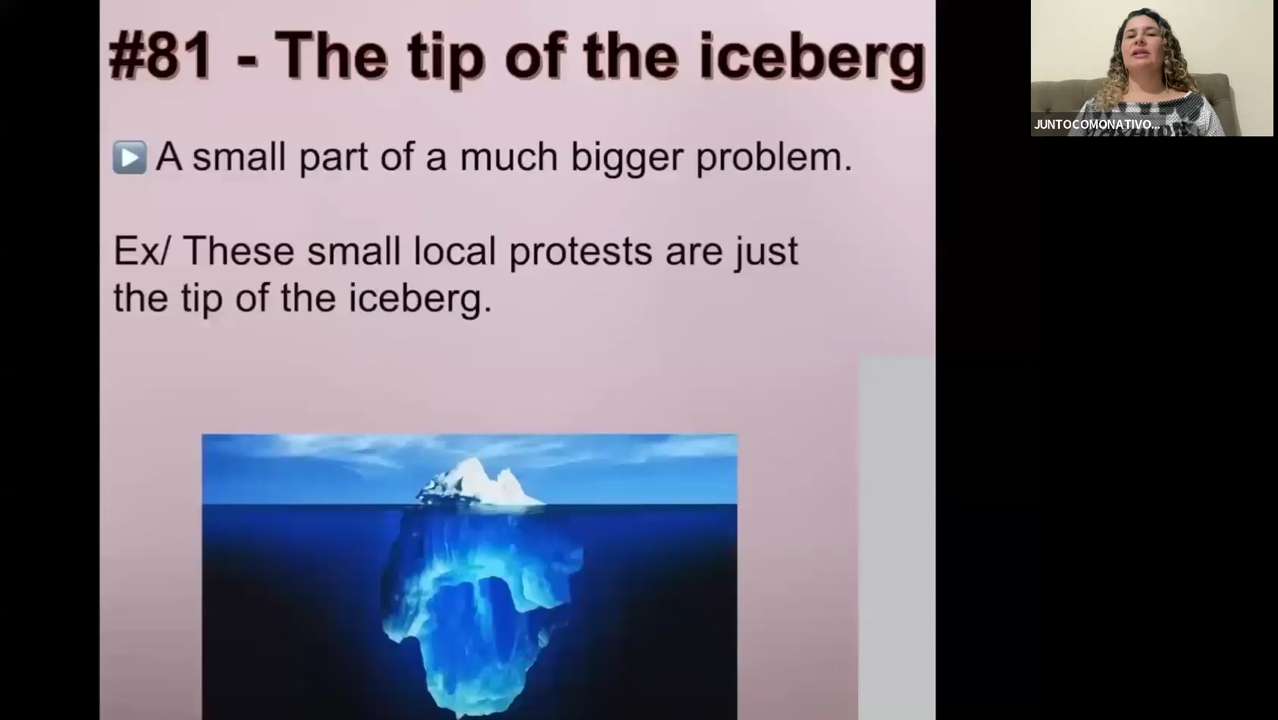 #81 - The tip of the iceberg
A small part of a much bigger problem.
Ex/ These small local protests are just
the tip of the iceberg.
JUNTOCOMONATIVO...